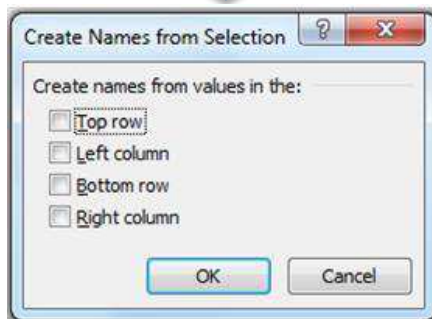 Create Names from Selection
Create names from values in the:
Top row
Left column
Bottom row
Right column
OK Cancel